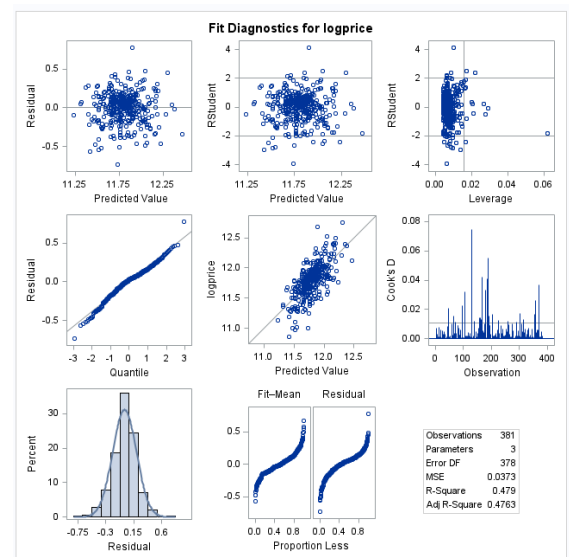 Fit Diagnostics for logprice
Residual
0.5
0.0
-0.5
11.25 11.75 12.25
Predicted Value
RStudent
4
2
0
-2
-4
11.25 11.75 12.25
Predicted Value
RStudent
4
2
0
-2
-4
0.00 0.02 0.04 0.06
Leverage
Residual
0.5
0.0
-0.5
-3 -2 -1 0 1 2 3
Quantile
logprice
12.5
12.0
11.5
11.0
11.0 11.5 12.0 12.5
Predicted Value
Cook's D
0.08
0.06
0.04
0.02
0.00
0 100 200 300 400
Observation
Percent
30
20
10
0
-0.75 -0.3 0.15 0.6
Residual
Fit–Mean Residual
0.5
0.0
-0.5
0.0 0.4 0.8 0.0 0.4 0.8
Proportion Less
Observations 381
Parameters 3
Error DF 378
MSE 0.0373
R-Square 0.479
Adj R-Square 0.4763